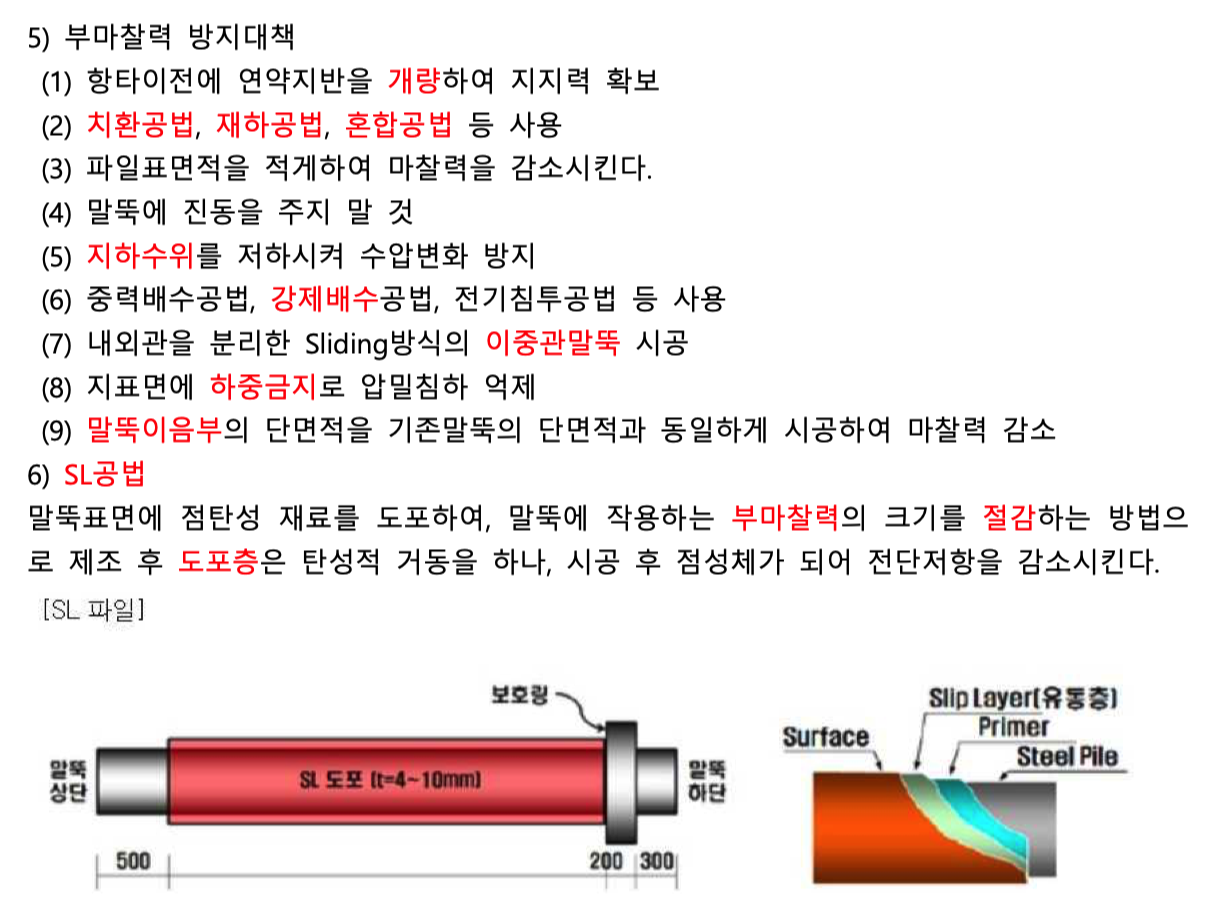 5) 부마찰력 방지대책
(1) 항타이전에 연약지반을 개량하여 지지력 확보
(2) 치환공법, 재하공법, 혼합공법 등 사용
(3) 파일표면적을 적게하여 마찰력을 감소시킨다.
(4) 말뚝에 진동을 주지 말 것
(5) 지하수위를 저하시켜 수압변화 방지
(6) 중력배수공법, 강제배수공법, 전기침투공법 등 사용
(7) 내외관을 분리한 Sliding방식의 이중관말뚝 시공
(8) 지표면에 하중금지로 압밀침하 억제
(9) 말뚝이음부의 단면적을 기존말뚝의 단면적과 동일하게 시공하여 마찰력 감소
6) SL공법
말뚝표면에 점탄성 재료를 도포하여, 말뚝에 작용하는 부마찰력의 크기를 절감하는 방법으
로 제조 후 도포층은 탄성적 거동을 하나, 시공 후 점성체가 되어 전단저항을 감소시킨다.
[SL 파일]
보호링
말뚝
상단
SL 도포 (t=4~10mm)
말뚝
하단
500
200
300
Slip Layer(유동층)
Primer
Surface
Steel Pile